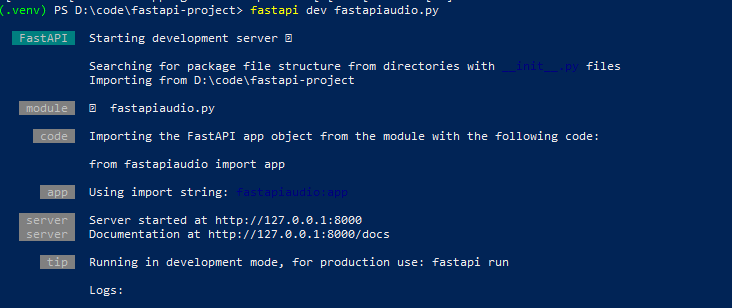 (.venv) PS D:\code\fastapi-project> fastapi dev fastapiaudio.py
FastAPI Starting development server
Searching for package file structure from directories with __init__.py files
Importing from D:\code\fastapi-project
module fastapiaudio.py
code Importing the FastAPI app object from the module with the following code:
from fastapiaudio import app
app Using import string: fastapiaudio:app
server Server started at http://127.0.0.1:8000
server Documentation at http://127.0.0.1:8000/docs
tip Running in development mode, for production use: fastapi run
Logs: